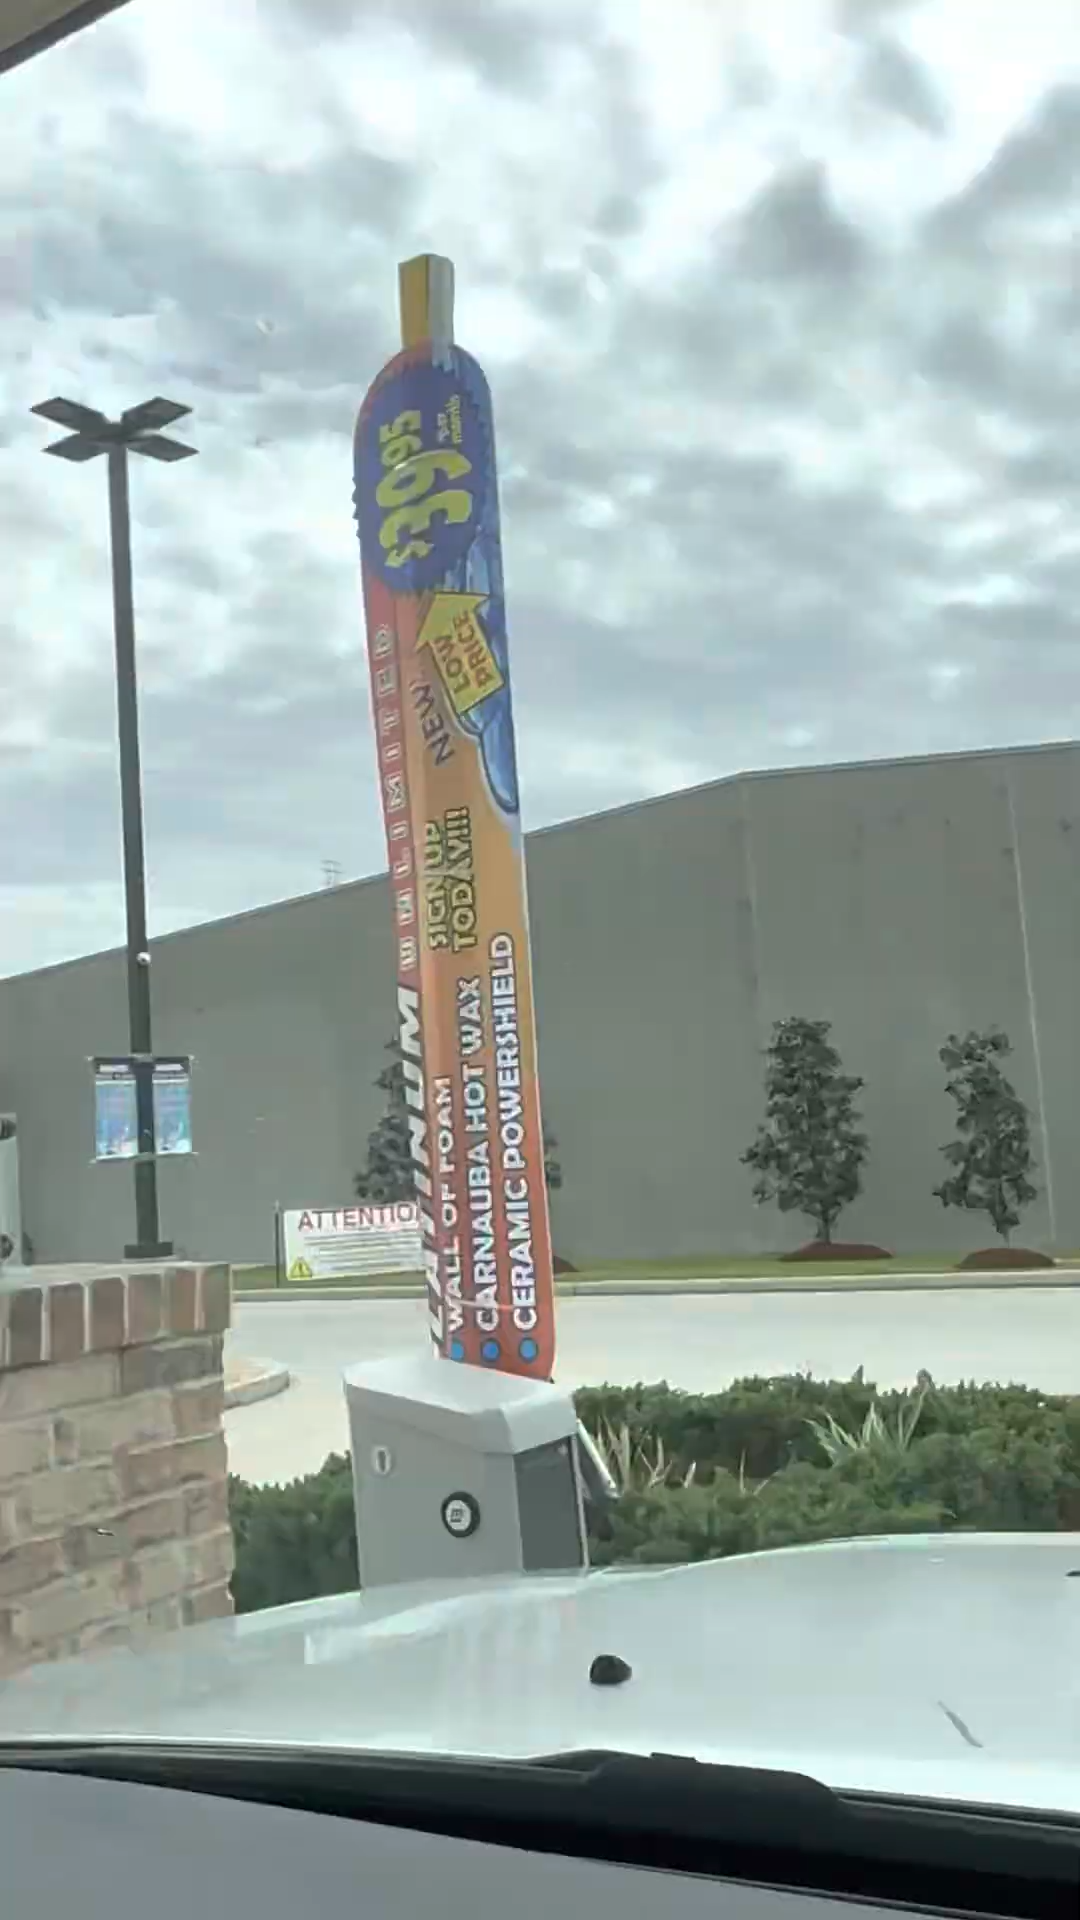 $39.95
per
month
NEW
LOW
PRICE
UNLIMITED
SIGN UP
TODAY!!!
PLATINUM
WALL OF FOAM
CARNAUBA HOT WAX
CERAMIC POWERSHIELD
ATTENTIO